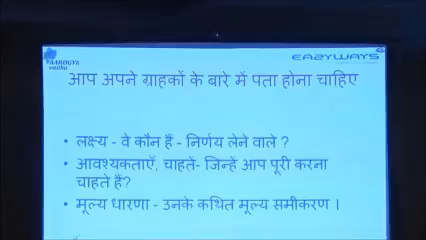 AAROGYA
vatika
EAZYWAYS
आप अपने ग्राहकों के बारे में पता होना चाहिए
• लक्ष्य - वे कौन हैं - निर्णय लेने वाले ?
• आवश्यकताएँ, चाहतें- जिन्हें आप पूरी करना
चाहते हैं?
• मूल्य धारणा - उनके कथित मूल्य समीकरण ।